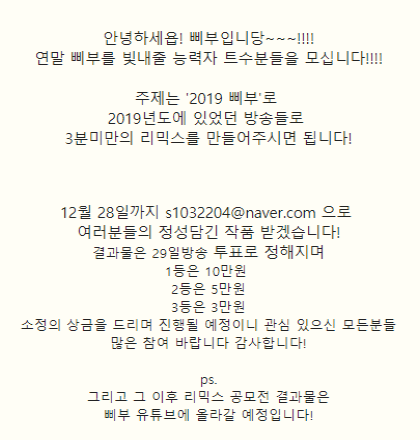 안녕하세욥! 삐부입니당~~~!!!!
연말 삐부를 빛내줄 능력자 트수분들을 모십니다!!!!
주제는 '2019 삐부'로
2019년도에 있었던 방송들로
3분미만의 리믹스를 만들어주시면 됩니다!
12월 28일까지 s1032204@naver.com 으로
여러분들의 정성담긴 작품 받겠습니다!
결과물은 29일방송 투표로 정해지며
1등은 10만원
2등은 5만원
3등은 3만원
소정의 상금을 드리며 진행될 예정이니 관심 있으신 모든분들
많은 참여 바랍니다 감사합니다!
ps.
그리고 그 이후 리믹스 공모전 결과물은
삐부 유튜브에 올라갈 예정입니다!